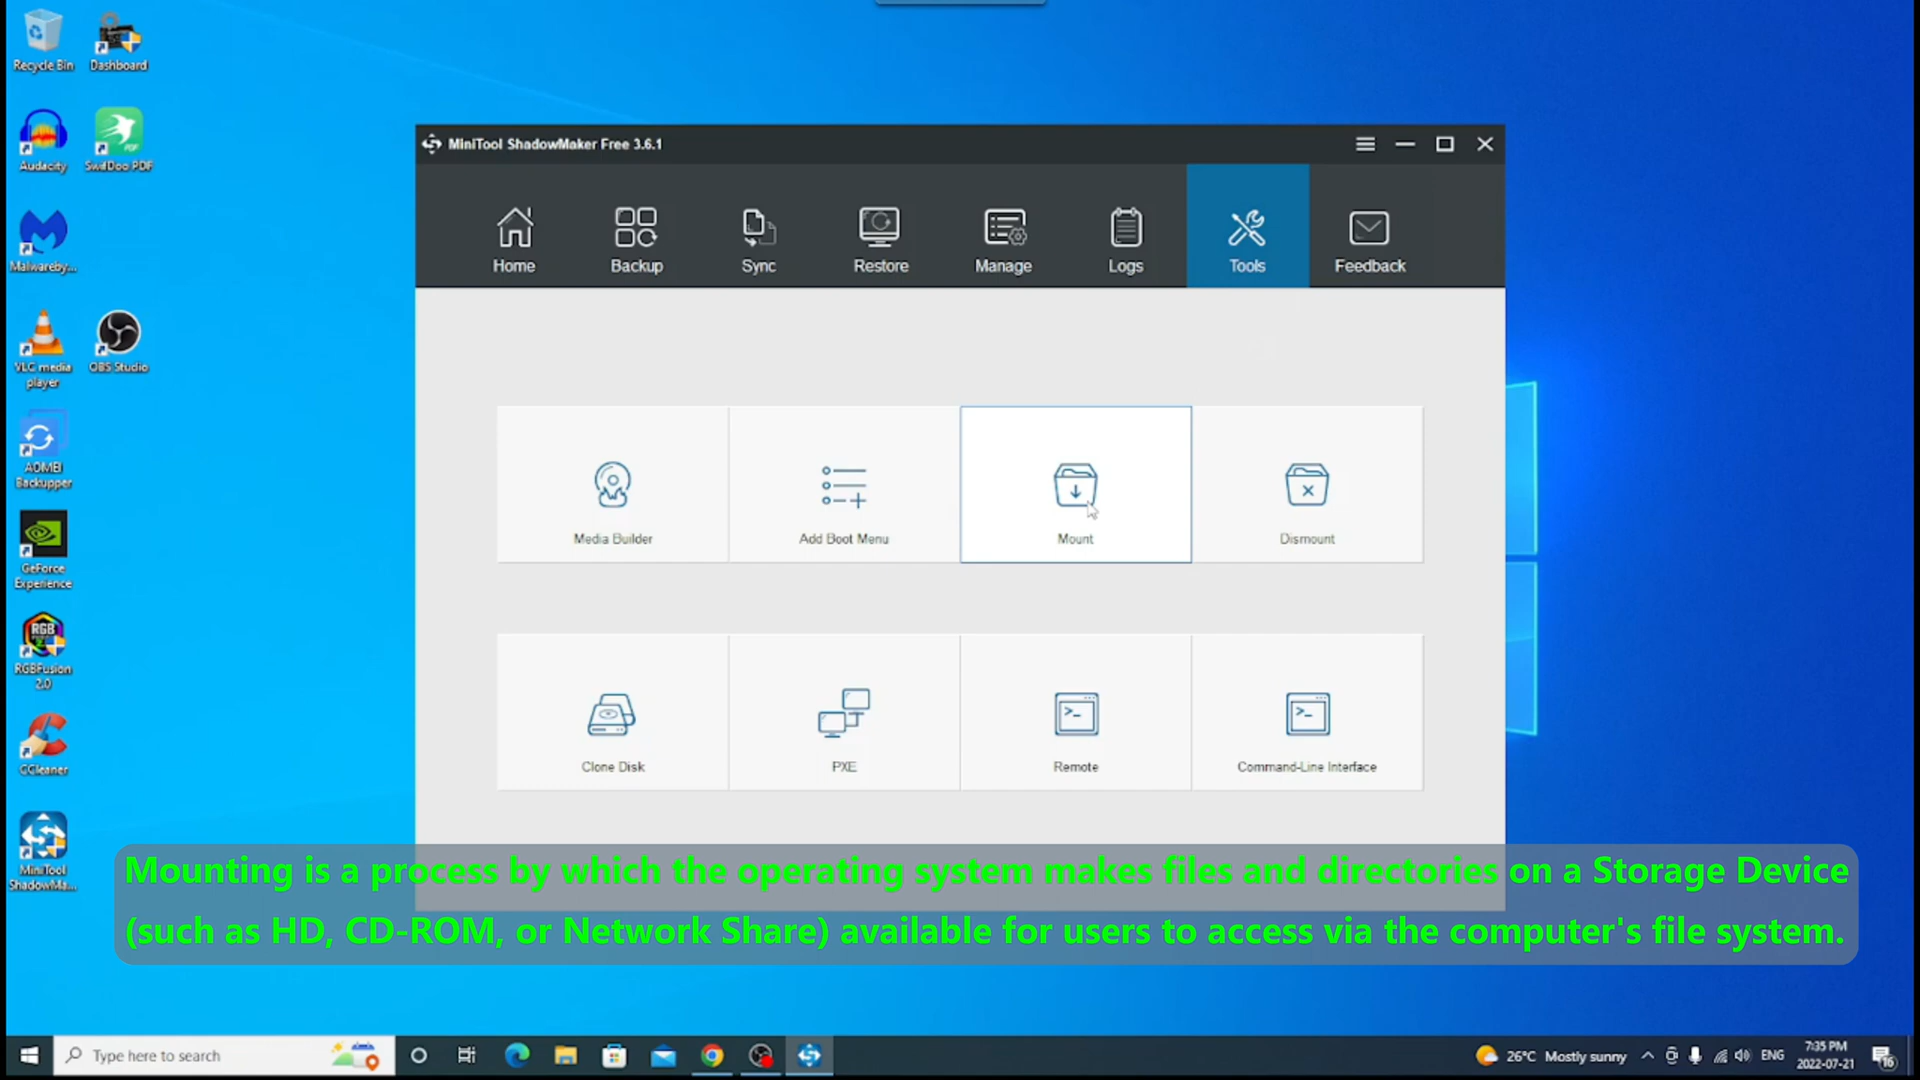 Recycle Bin
Dashboard
Audacity
SwifDoo PDF
Malwareby...
VLC media
player
OBS Studio
AOMEI
Backupper
GeForce
Experience
RGB
RGBFusion
2.0
CCleaner
MiniTool
ShadowMa...
MiniTool ShadowMaker Free 3.6.1
Home
Backup
Sync
Restore
Manage
Logs
Tools
Feedback
Media Builder
Add Boot Menu
Mount
Dismount
Clone Disk
PXE
Remote
Command-Line Interface
Mounting is a process by which the operating system makes files and directories on a Storage Device
(such as HD, CD-ROM, or Network Share) available for users to access via the computer's file system.
Type here to search
26°C Mostly sunny
ENG
7:35 PM
2022-07-21
16